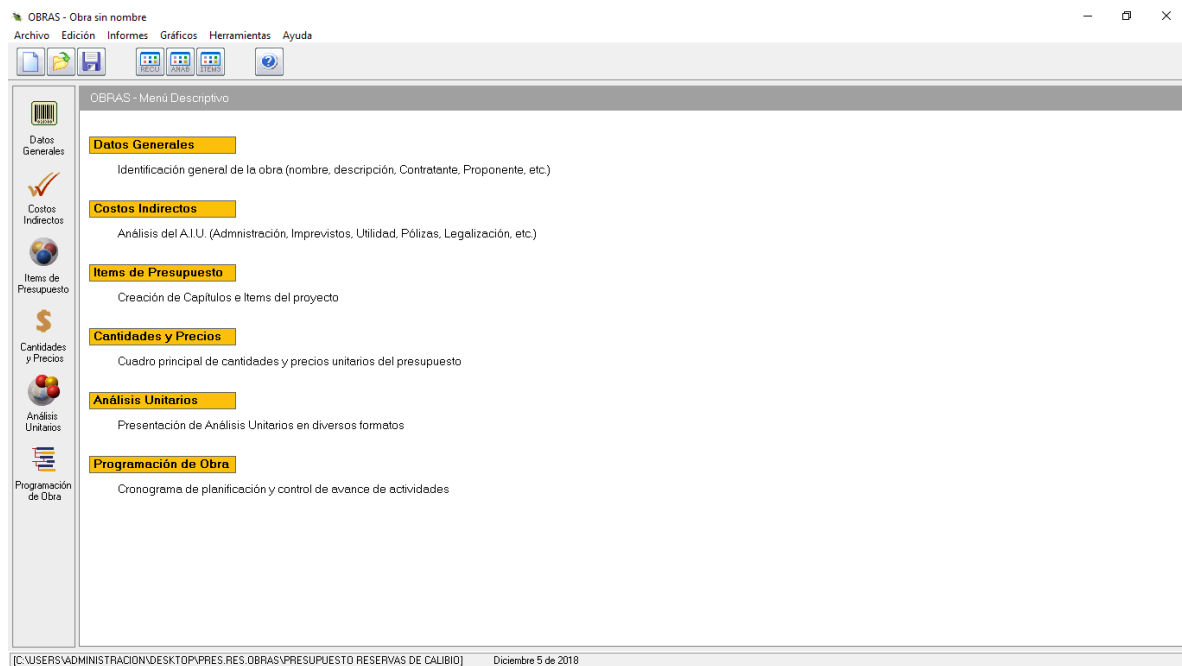 OBRAS - Obra sin nombre
Archivo Edición Informes Gráficos Herramientas Ayuda
RECU ANAB ITEMS
OBRAS - Menú Descriptivo
Datos
Generales
Costos
Indirectos
Items de
Presupuesto
Cantidades
y Precios
Análisis
Unitarios
Programación
de Obra
Datos Generales
Identificación general de la obra (nombre, descripción, Contratante, Proponente, etc.)
Costos Indirectos
Análisis del A.I.U. (Admnistración, Imprevistos, Utilidad, Pólizas, Legalización, etc.)
Items de Presupuesto
Creación de Capítulos e Items del proyecto
Cantidades y Precios
Cuadro principal de cantidades y precios unitarios del presupuesto
Análisis Unitarios
Presentación de Análisis Unitarios en diversos formatos
Programación de Obra
Cronograma de planificación y control de avance de actividades
[C:\USERS\ADMINISTRACION\DESKTOP\PRES.RES.OBRAS\PRESUPUESTO RESERVAS DE CALIBIO] Diciembre 5 de 2018